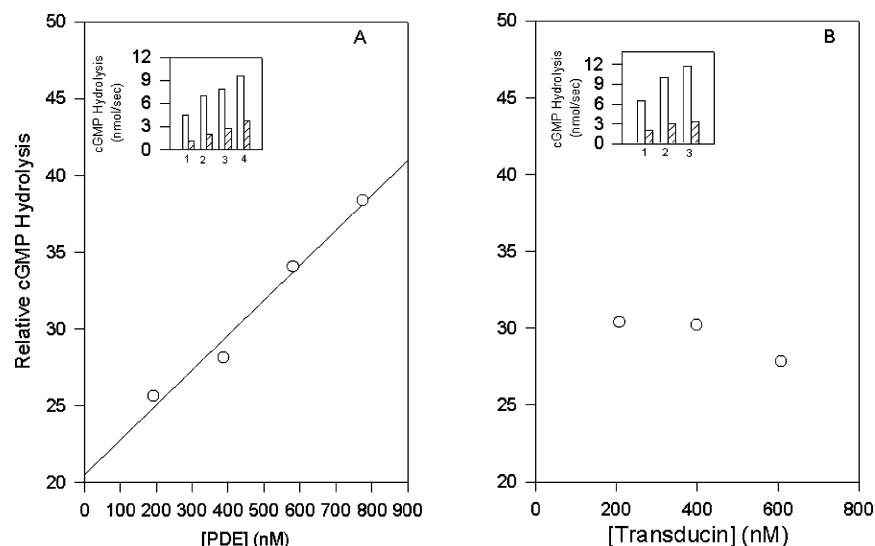 A
50
45
40
35
30
25
20
Relative cGMP Hydrolysis
0 100 200 300 400 500 600 700 800 900
[PDE] (nM)
cGMP Hydrolysis
(nmol/sec)
12
9
6
3
0
1 2 3 4
B
50
45
40
35
30
25
20
0 200 400 600 800
[Transducin] (nM)
cGMP Hydrolysis
(nmol/sec)
12
9
6
3
0
1 2 3